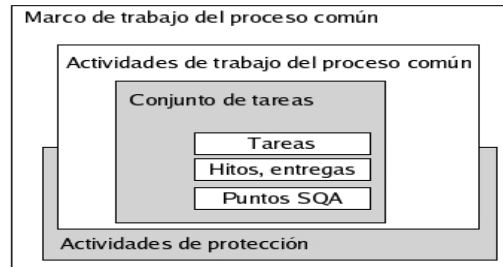 Marco de trabajo del proceso común
Actividades de trabajo del proceso común
Conjunto de tareas
Tareas
Hitos, entregas
Puntos SQA
Actividades de protección